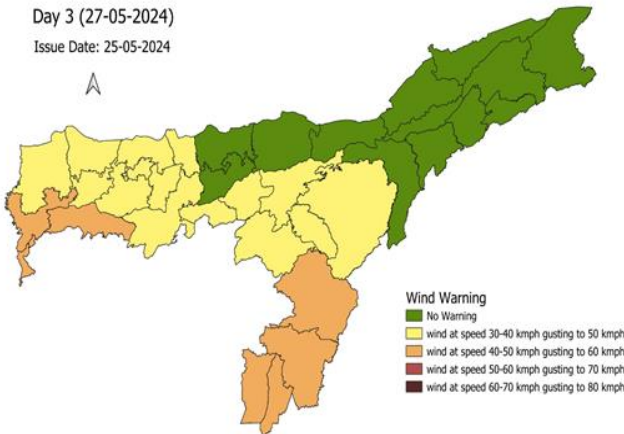 Day 3 (27-05-2024)
Issue Date: 25-05-2024
Wind Warning
No Warning
wind at speed 30-40 kmph gusting to 50 kmph
wind at speed 40-50 kmph gusting to 60 kmph
wind at speed 50-60 kmph gusting to 70 kmph
wind at speed 60-70 kmph gusting to 80 kmph